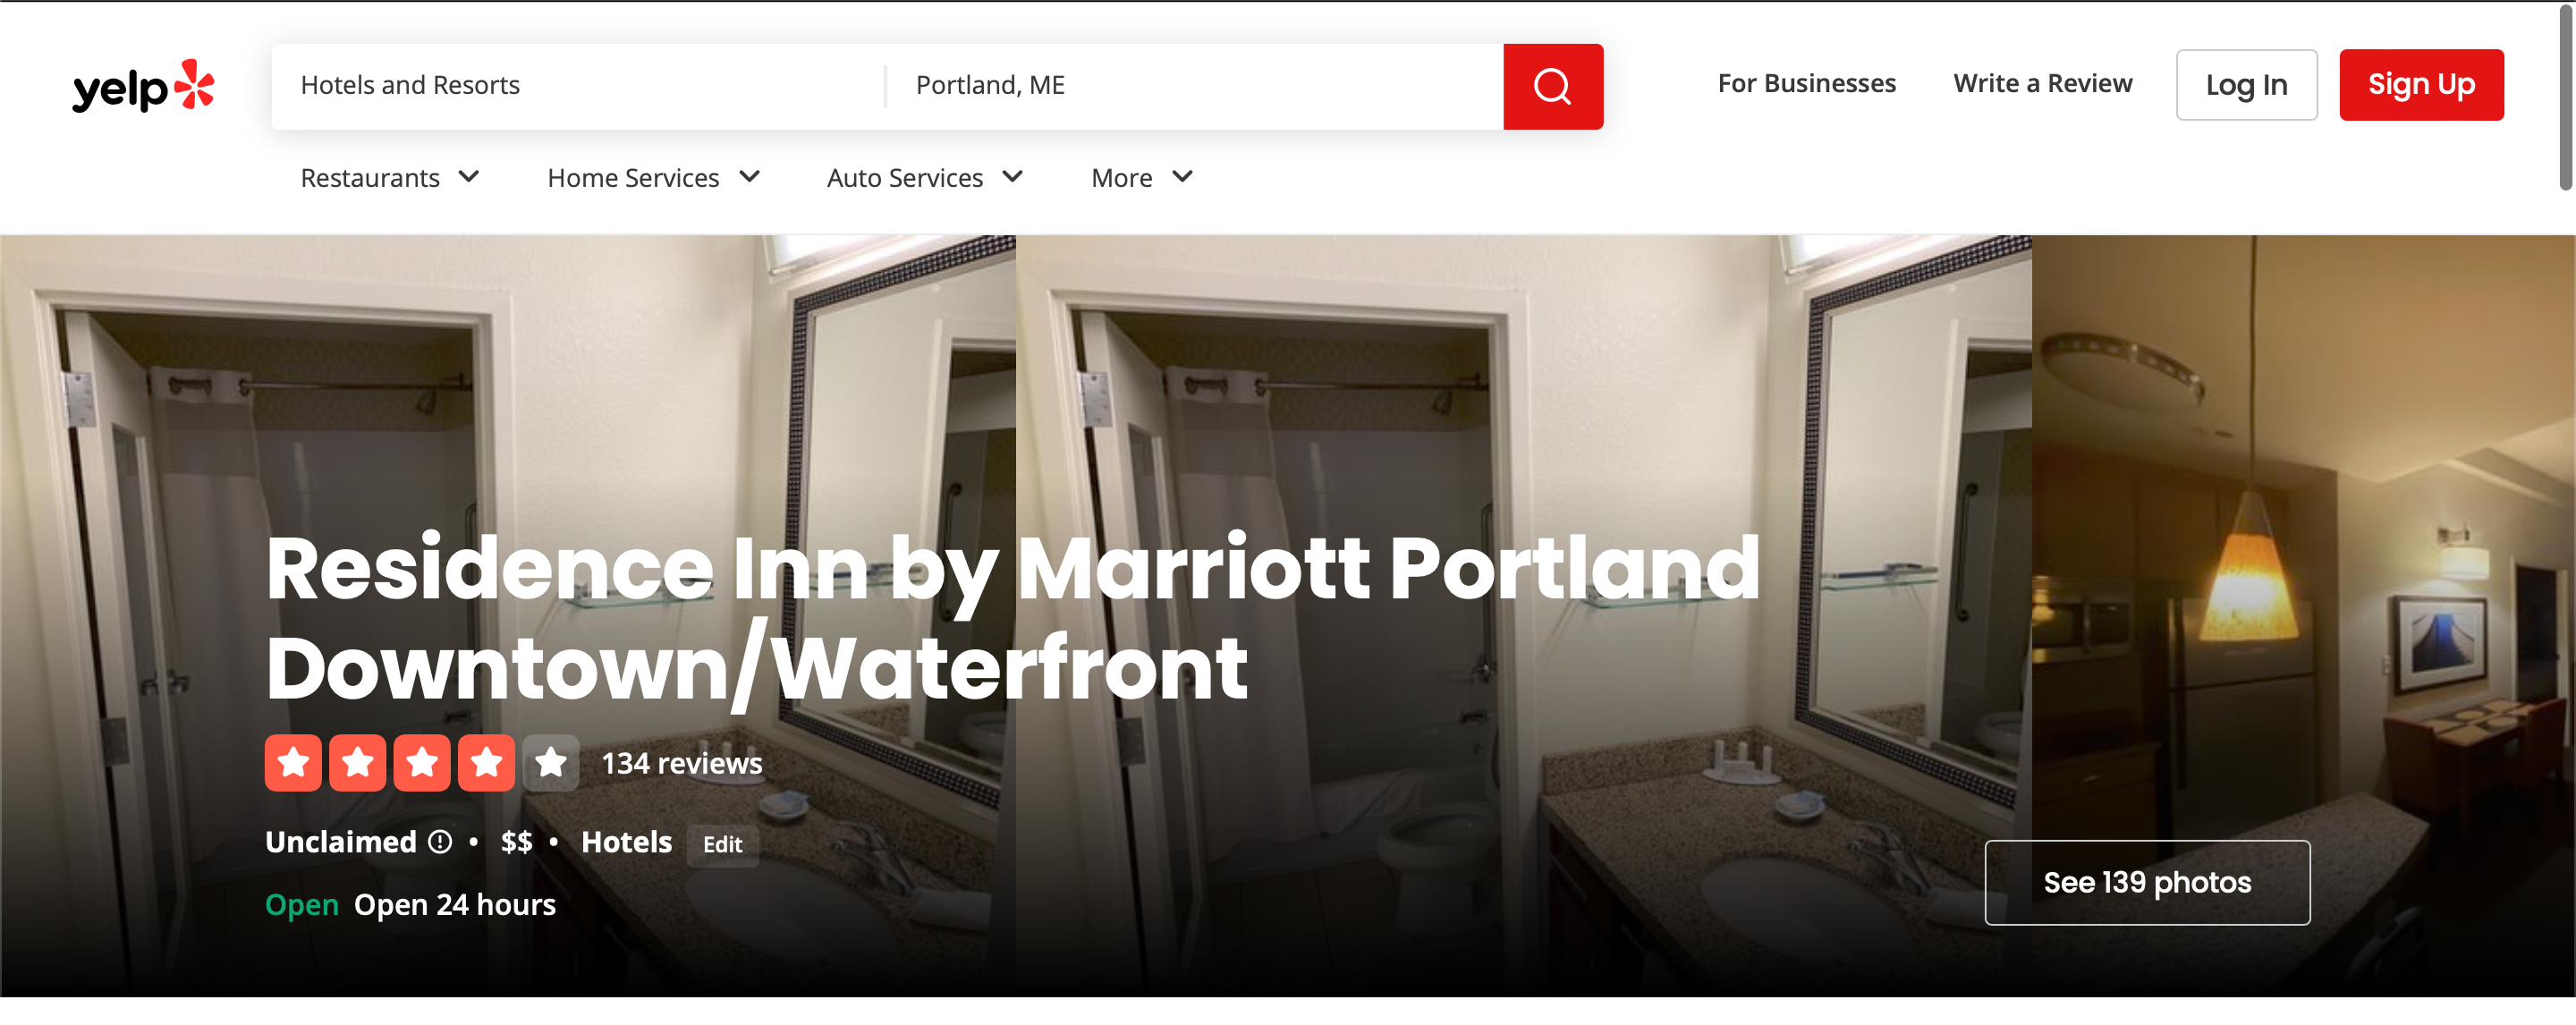 yelp
Hotels and Resorts
Portland, ME
For Businesses
Write a Review
Log In
Sign Up
Restaurants
Home Services
Auto Services
More
Residence Inn by Marriott Portland
Downtown/Waterfront
134 reviews
Unclaimed • $$ • Hotels Edit
Open Open 24 hours
See 139 photos